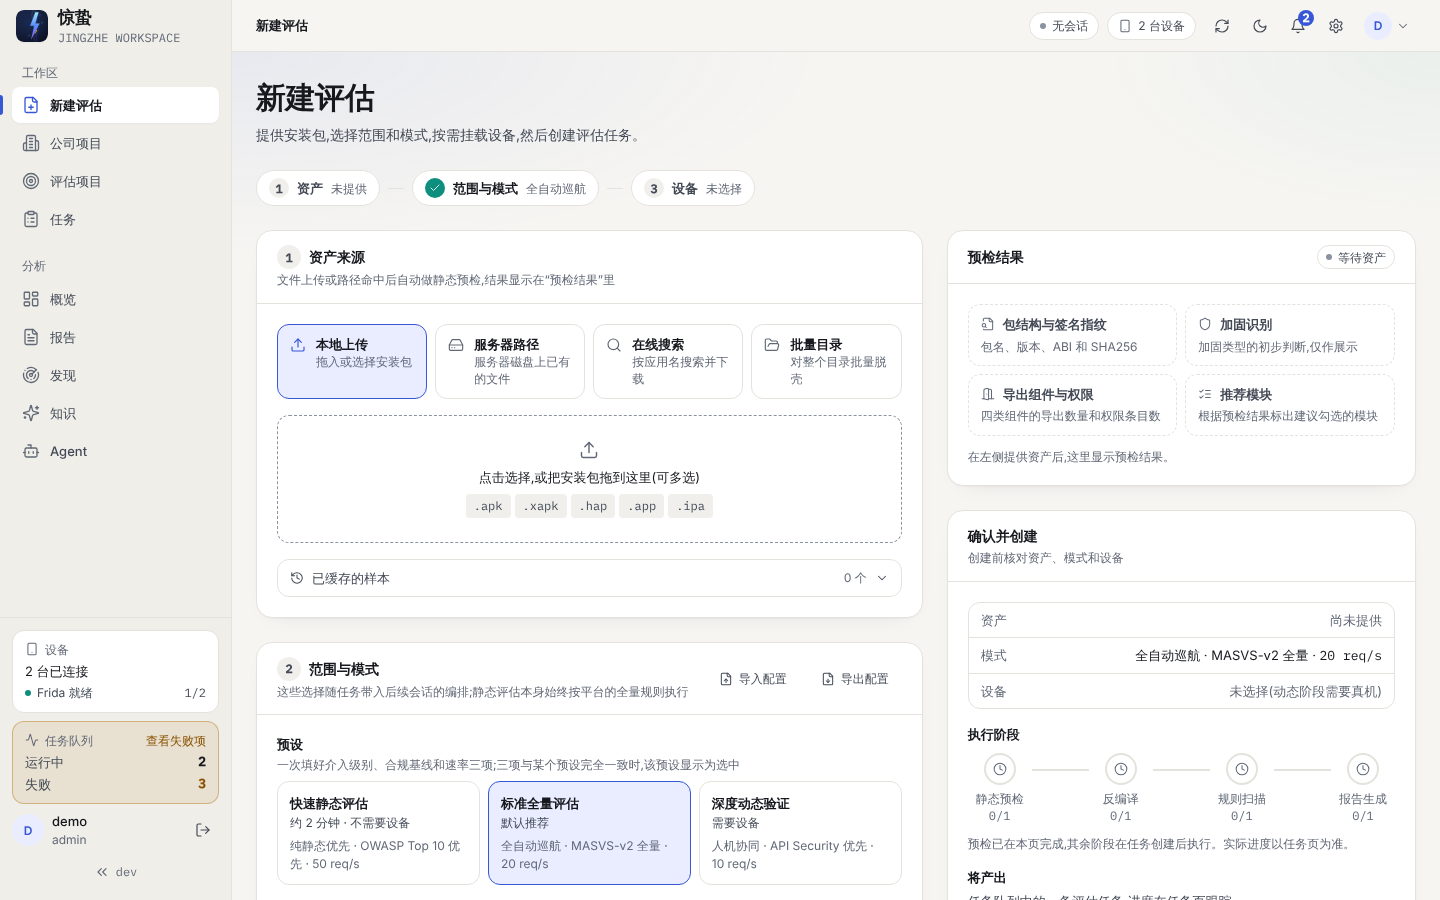 惊蛰
JINGZHE WORKSPACE
工作区
新建评估
公司项目
评估项目
任务
分析
概览
报告
发现
知识
Agent
设备
2 台已连接
Frida 就绪 1/2
任务队列 查看失败项
运行中 2
失败 3
D demo
admin
dev
新建评估
无会话
2 台设备
2
D
新建评估
提供安装包,选择范围和模式,按需挂载设备,然后创建评估任务。
1 资产 未提供
范围与模式 全自动巡航
3 设备 未选择
1 资产来源
文件上传或路径命中后自动做静态预检,结果显示在"预检结果"里
本地上传
拖入或选择安装包
服务器路径
服务器磁盘上已有
的文件
在线搜索
按应用名搜索并下
载
批量目录
对整个目录批量脱
壳
点击选择,或把安装包拖到这里(可多选)
.apk .xapk .hap .app .ipa
已缓存的样本 0 个
2 范围与模式
这些选择随任务带入后续会话的编排;静态评估本身始终按平台的全量规则执行
导入配置
导出配置
预设
一次填好介入级别、合规基线和速率三项;三项与某个预设完全一致时,该预设显示为选中
快速静态评估
约 2 分钟 · 不需要设备
纯静态优先 · OWASP Top 10 优
先 · 50 req/s
标准全量评估
默认推荐
全自动巡航 · MASVS-v2 全量 ·
20 req/s
深度动态验证
需要设备
人机协同 · API Security 优先 ·
10 req/s
预检结果
等待资产
包结构与签名指纹
包名、版本、ABI 和 SHA256
加固识别
加固类型的初步判断,仅作展示
导出组件与权限
四类组件的导出数量和权限条目数
推荐模块
根据预检结果标出建议勾选的模块
在左侧提供资产后,这里显示预检结果。
确认并创建
创建前核对资产、模式和设备
资产 尚未提供
模式 全自动巡航 · MASVS-v2 全量 · 20 req/s
设备 未选择(动态阶段需要真机)
执行阶段
静态预检 反编译 规则扫描 报告生成
0/1 0/1 0/1 0/1
预检已在本页完成,其余阶段在任务创建后执行。实际进度以任务页为准。
将产出